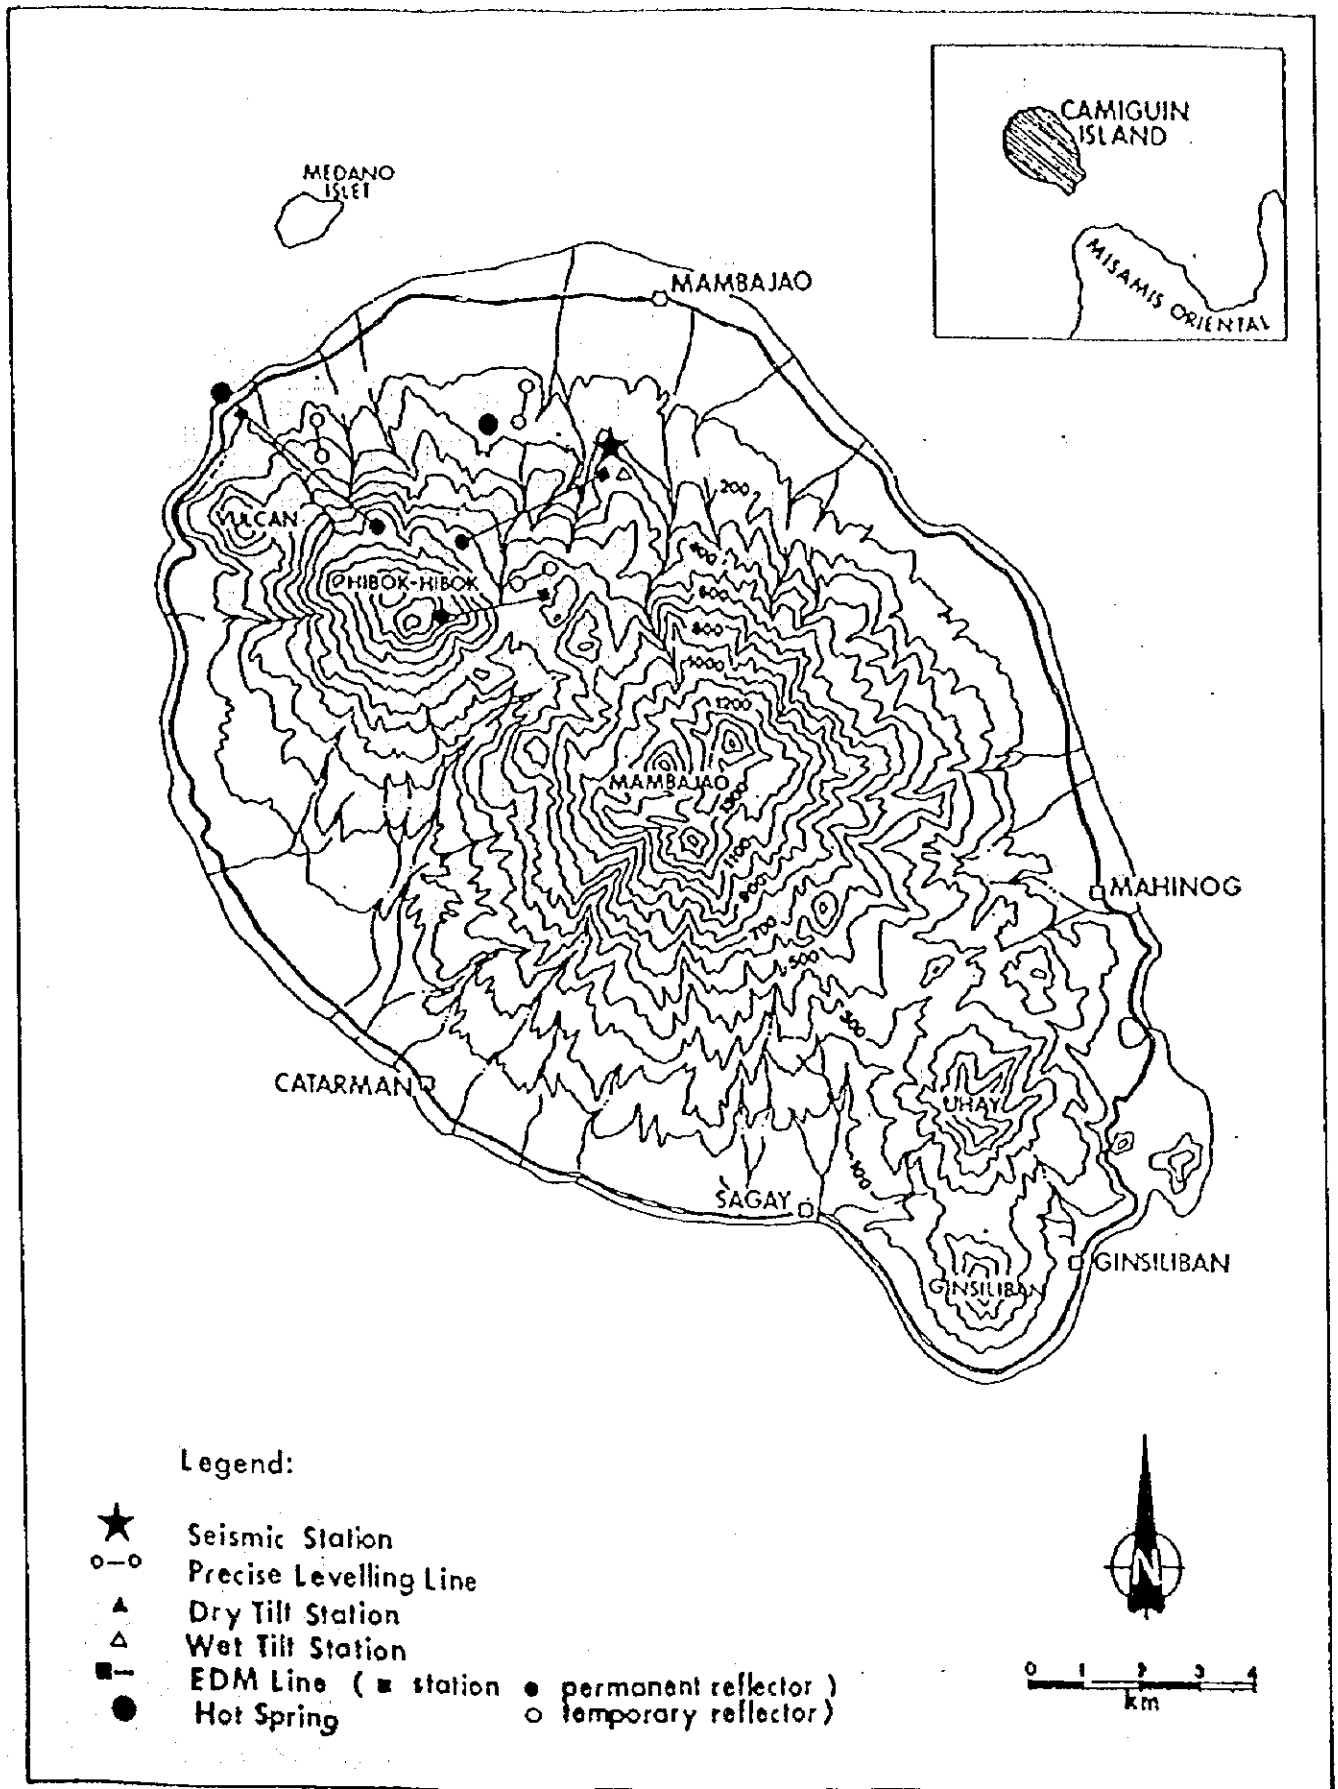 CAMIGUIN
ISLAND
MISAMIS ORIENTAL
MEDANO
ISLET
MAMBAJAO
VULCAN
HIBOK-HIBOK
200
600
800
1000
1200
MAMBAJAO
1300
1100
900
700
500
300
MAHINOG
CATARMAN
UHAY
100
SAGAY
GINSILIBAN
GINSILIBAN
Legend:
Seismic Station
Precise Levelling Line
Dry Tilt Station
Wet Tilt Station
EDM Line ( ■ station ● permanent reflector )
○ temporary reflector)
Hot Spring
N
0 1 2 3 4
km